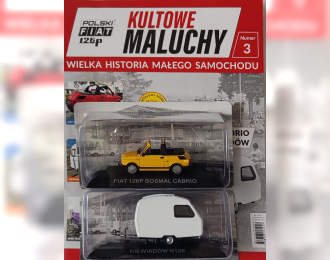 POLSKI
FIAT
126p
KULTOWE
MALUCHY
Numer
3
WIELKA HISTORIA MAŁEGO SAMOCHODU
FIAT 126P BOSMAL CABRIO
NIEWIADÓW N126